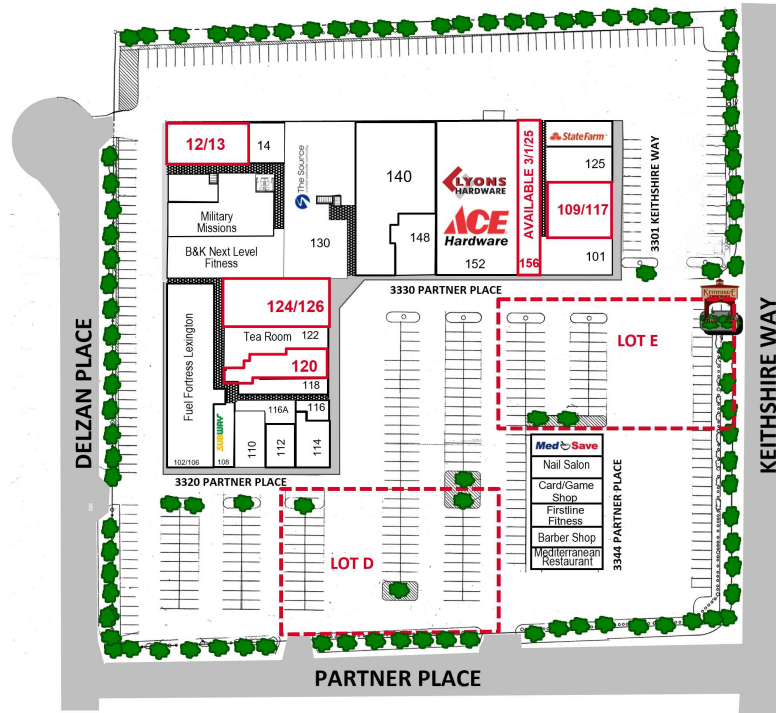 12/13
14
The Source
140
LYONS
HARDWARE
ACE
Hardware
AVAILABLE 3/1/25
StateFarm
125
109/117
3301 KEITHSHIRE WAY
Military
Missions
B&K Next Level
Fitness
130
148
152
156
101
3330 PARTNER PLACE
124/126
Tea Room
122
120
118
Fuel Fortress Lexington
SUBWAY
116A
116
110
112
114
102/106
108
3320 PARTNER PLACE
LOT E
KEITHSHIRE
Med Save
Nail Salon
Card/Game
Shop
Firstline
Fitness
Barber Shop
Mediterranean
Restaurant
3344 PARTNER PLACE
LOT D
DELZAN PLACE
KEITHSHIRE WAY
PARTNER PLACE